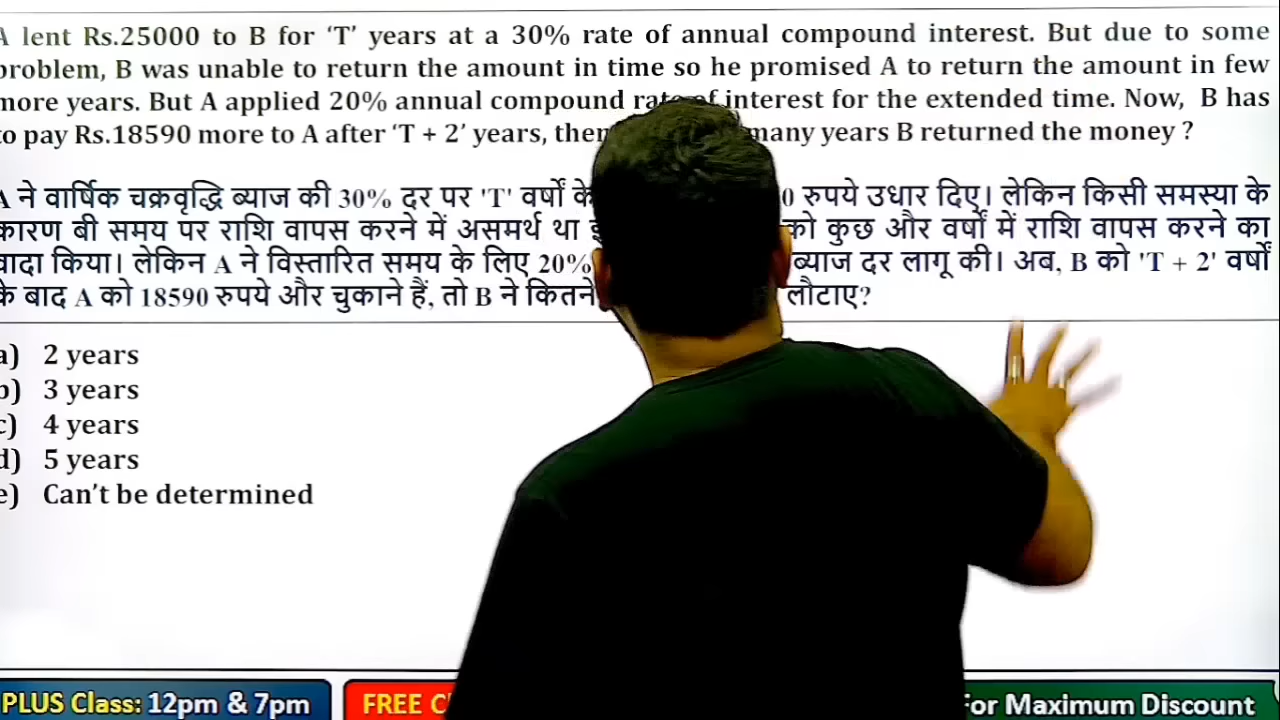 A lent Rs.25000 to B for ‘T’ years at a 30% rate of annual compound interest. But due to some
problem, B was unable to return the amount in time so he promised A to return the amount in few
more years. But A applied 20% annual compound rate of interest for the extended time. Now, B has
to pay Rs.18590 more to A after ‘T + 2’ years, then many years B returned the money ?
A ने वार्षिक चक्रवृद्धि ब्याज की 30% दर पर 'T' वर्षों के 0 रुपये उधार दिए। लेकिन किसी समस्या के
कारण बी समय पर राशि वापस करने में असमर्थ था को कुछ और वर्षों में राशि वापस करने का
वादा किया। लेकिन A ने विस्तारित समय के लिए 20% ब्याज दर लागू की। अब, B को 'T + 2' वर्षों
के बाद A को 18590 रुपये और चुकाने हैं, तो B ने कितने लौटाए?
a) 2 years
b) 3 years
c) 4 years
d) 5 years
e) Can’t be determined
PLUS Class: 12pm & 7pm
FREE C
For Maximum Discount